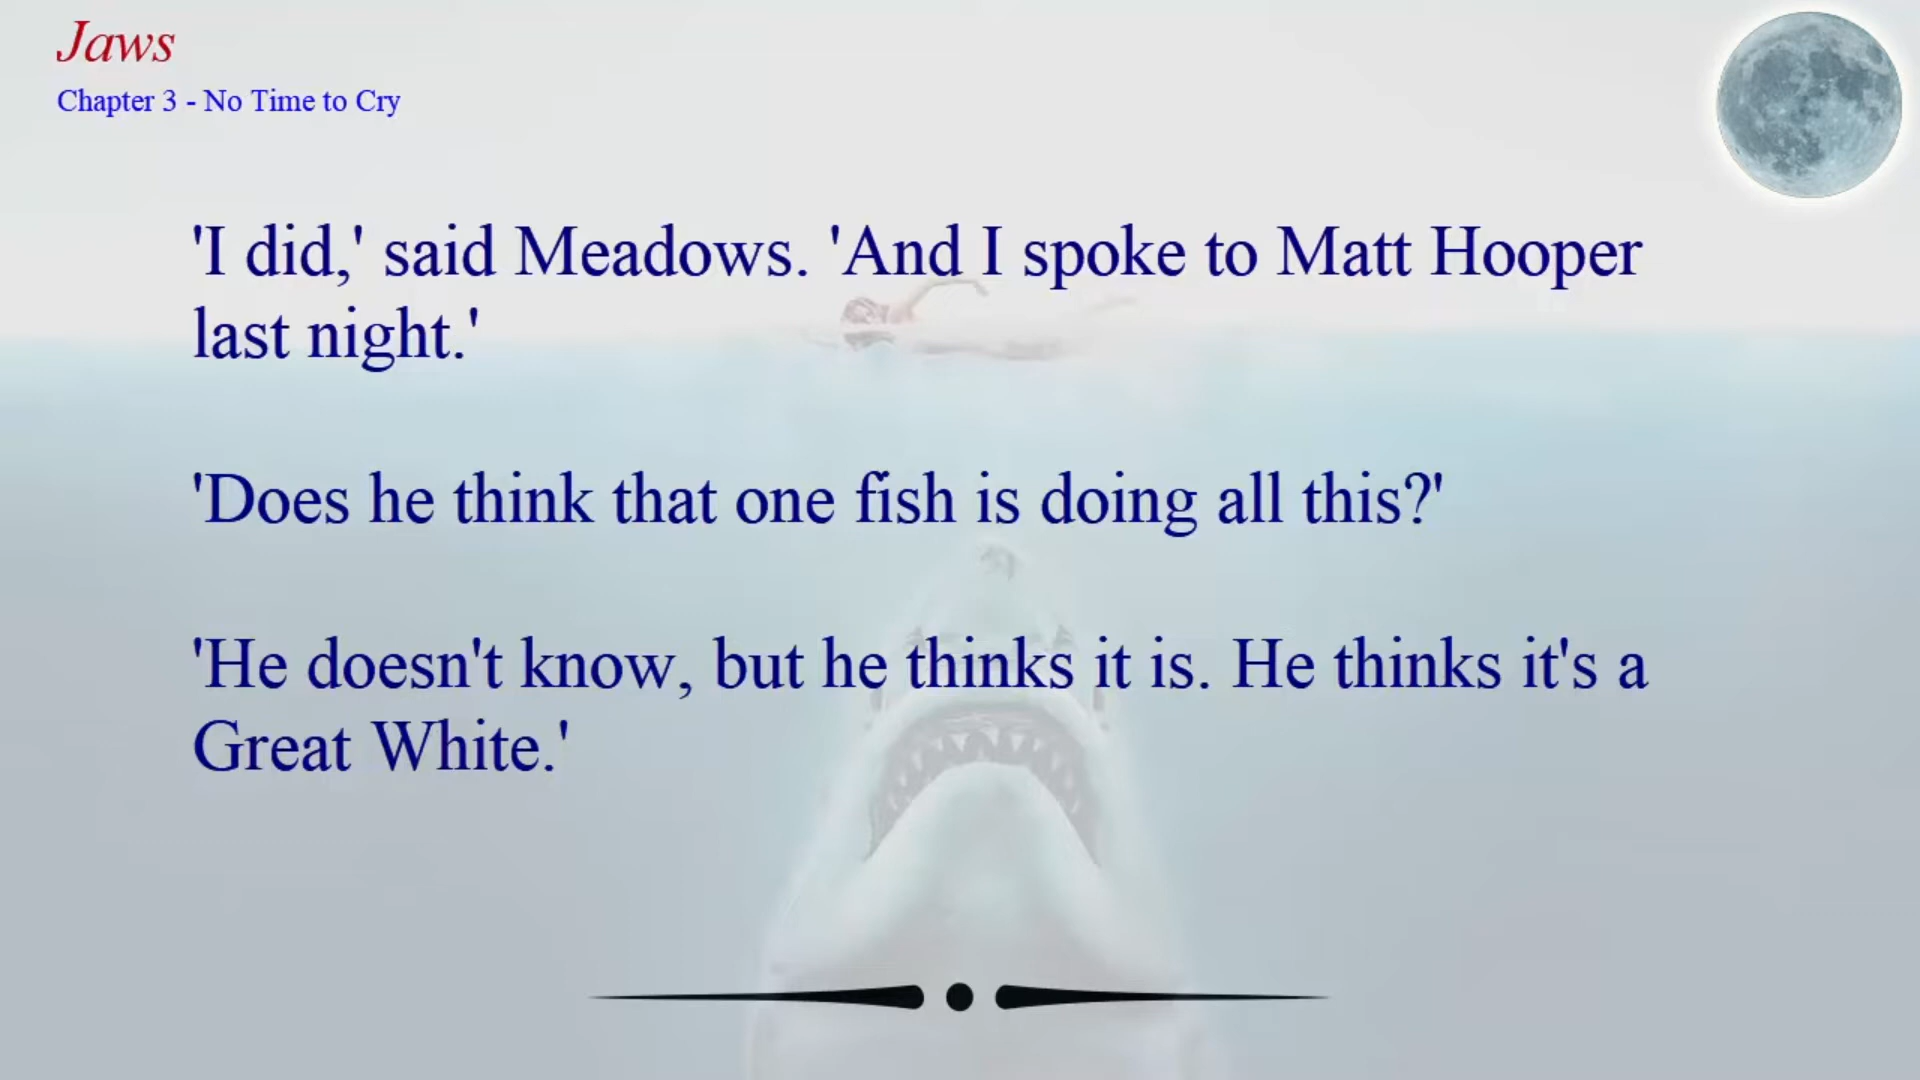 Jaws
Chapter 3 - No Time to Cry
'I did,' said Meadows. 'And I spoke to Matt Hooper
last night.'
'Does he think that one fish is doing all this?'
'He doesn't know, but he thinks it is. He thinks it's a
Great White.'